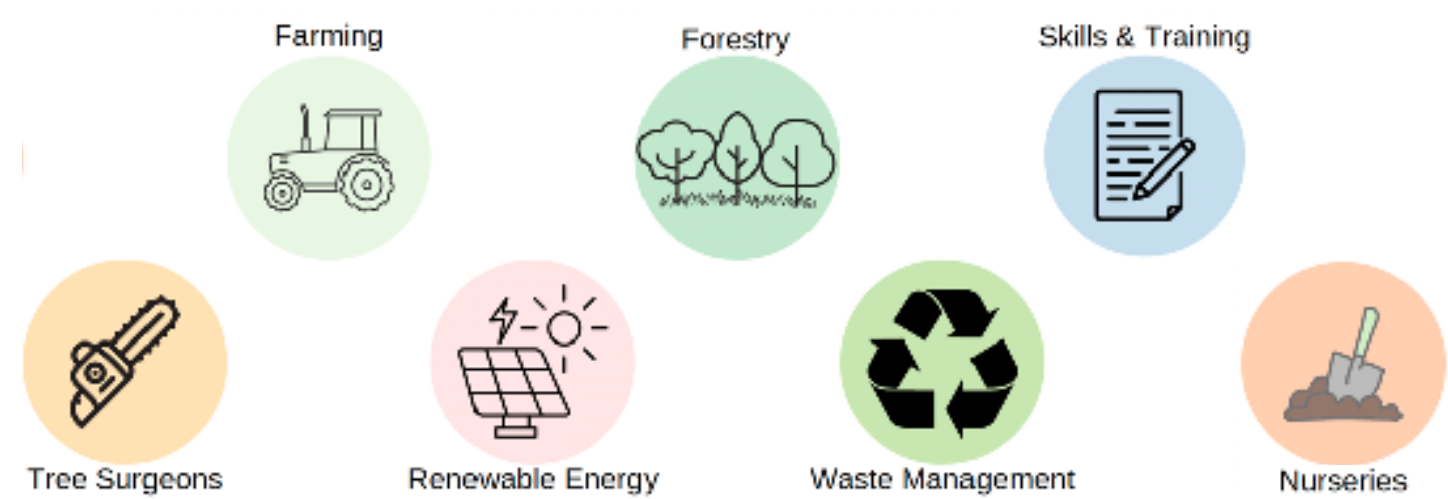 Farming
Forestry
Skills & Training
Tree Surgeons
Renewable Energy
Waste Management
Nurseries